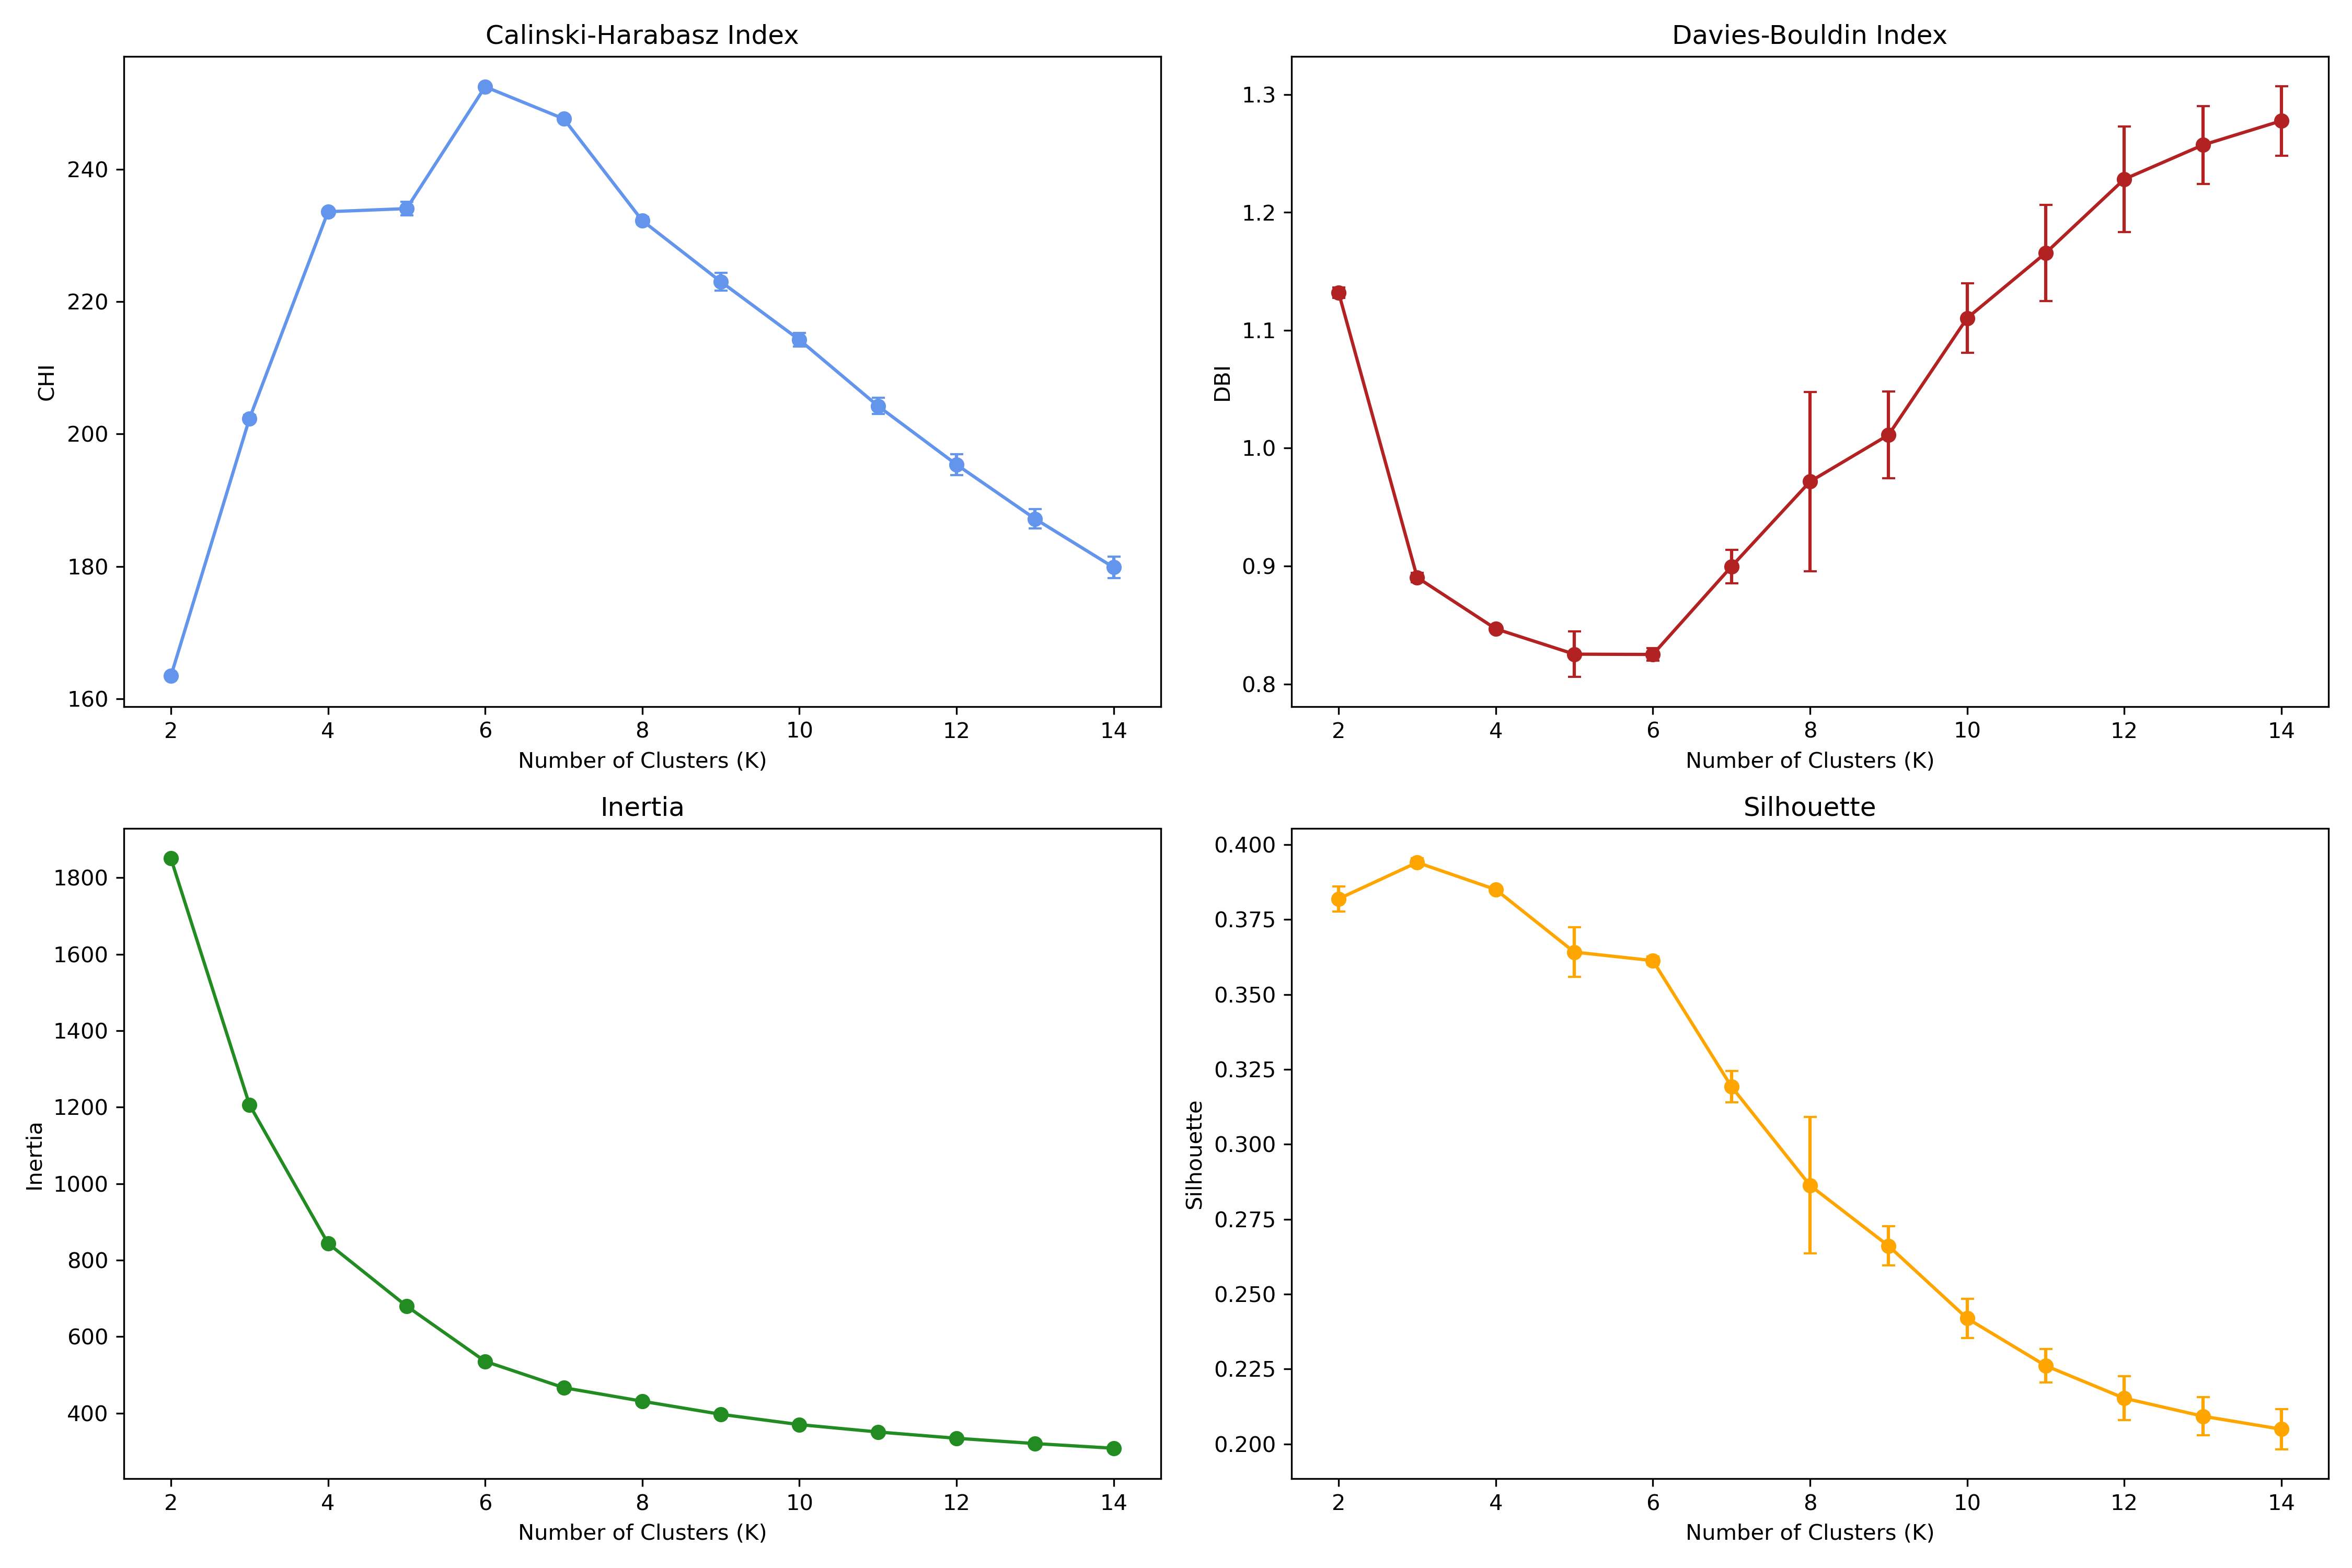 Calinski-Harabasz Index
CHI
240
220
200
180
160
2 4 6 8 10 12 14
Number of Clusters (K)
Davies-Bouldin Index
DBI
1.3
1.2
1.1
1.0
0.9
0.8
2 4 6 8 10 12 14
Number of Clusters (K)
Inertia
Inertia
1800
1600
1400
1200
1000
800
600
400
2 4 6 8 10 12 14
Number of Clusters (K)
Silhouette
Silhouette
0.400
0.375
0.350
0.325
0.300
0.275
0.250
0.225
0.200
2 4 6 8 10 12 14
Number of Clusters (K)